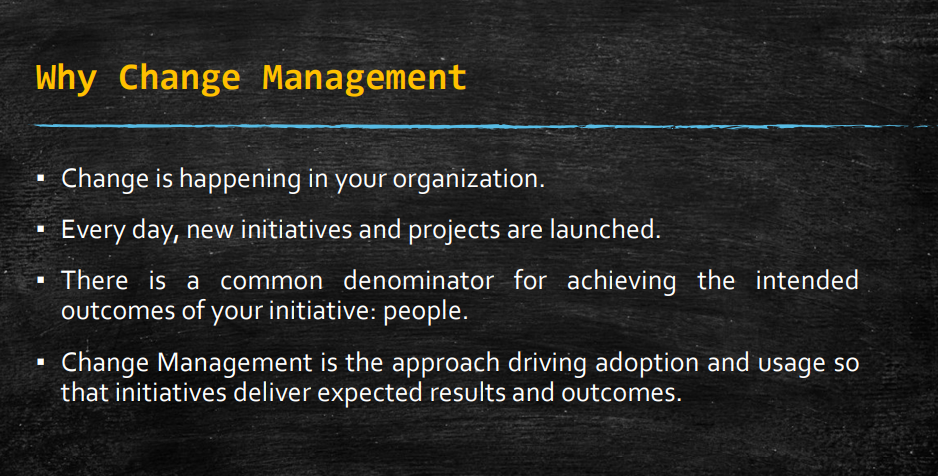 Why Change Management
▪ Change is happening in your organization.
▪ Every day, new initiatives and projects are launched.
▪ There is a common denominator for achieving the intended
outcomes of your initiative: people.
▪ Change Management is the approach driving adoption and usage so
that initiatives deliver expected results and outcomes.